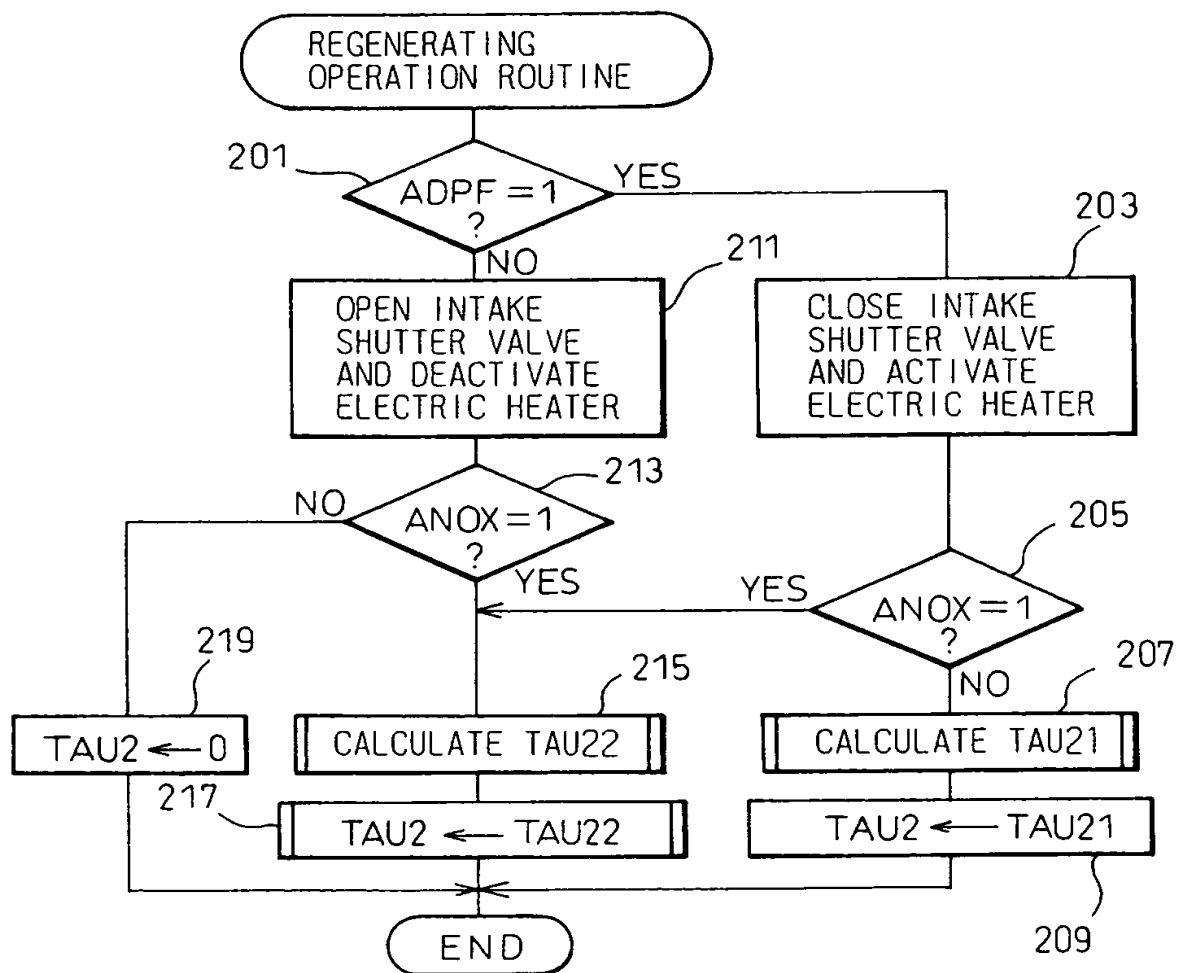 REGENERATING
OPERATION ROUTINE
201
ADPF=1
?
YES
NO
211
203
OPEN INTAKE
SHUTTER VALVE
AND DEACTIVATE
ELECTRIC HEATER
CLOSE INTAKE
SHUTTER VALVE
AND ACTIVATE
ELECTRIC HEATER
213
NO
ANOX=1
?
YES
205
YES
ANOX=1
?
NO
219
215
207
TAU2 ← 0
CALCULATE TAU22
CALCULATE TAU21
217
TAU2 ← TAU22
TAU2 ← TAU21
209
END